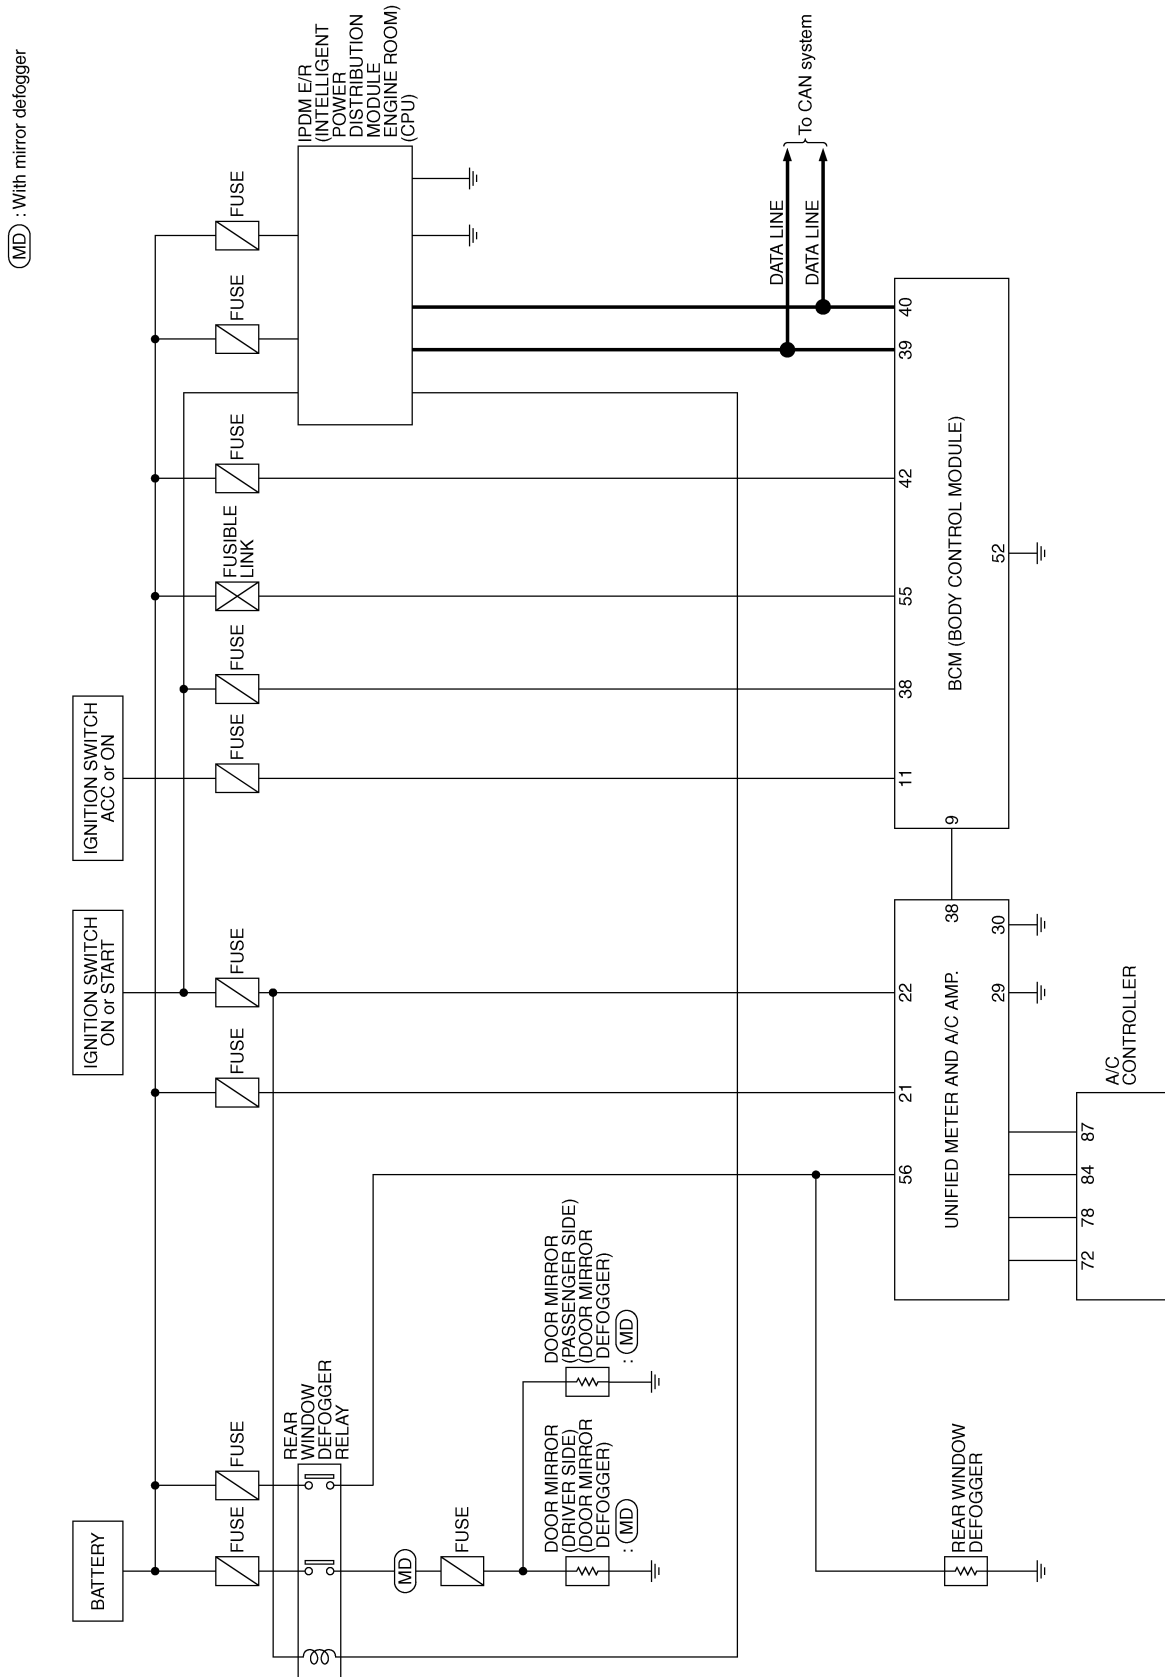 MD : With mirror defogger
BATTERY
IGNITION SWITCH
ON or START
IGNITION SWITCH
ACC or ON
FUSE
FUSE
FUSE
FUSE
FUSE
FUSE
FUSIBLE
LINK
FUSE
FUSE
FUSE
REAR
WINDOW
DEFOGGER
RELAY
IPDM E/R
(INTELLIGENT
POWER
DISTRIBUTION
MODULE
ENGINE ROOM)
(CPU)
MD
FUSE
DOOR MIRROR
(DRIVER SIDE)
(DOOR MIRROR
DEFOGGER)
: MD
DOOR MIRROR
(PASSENGER SIDE)
(DOOR MIRROR
DEFOGGER)
: MD
DATA LINE
DATA LINE
To CAN system
56
21
22
11
38
55
42
39
40
UNIFIED METER AND A/C AMP.
38
9
BCM (BODY CONTROL MODULE)
29
30
52
REAR WINDOW
DEFOGGER
72
78
84
87
A/C
CONTROLLER